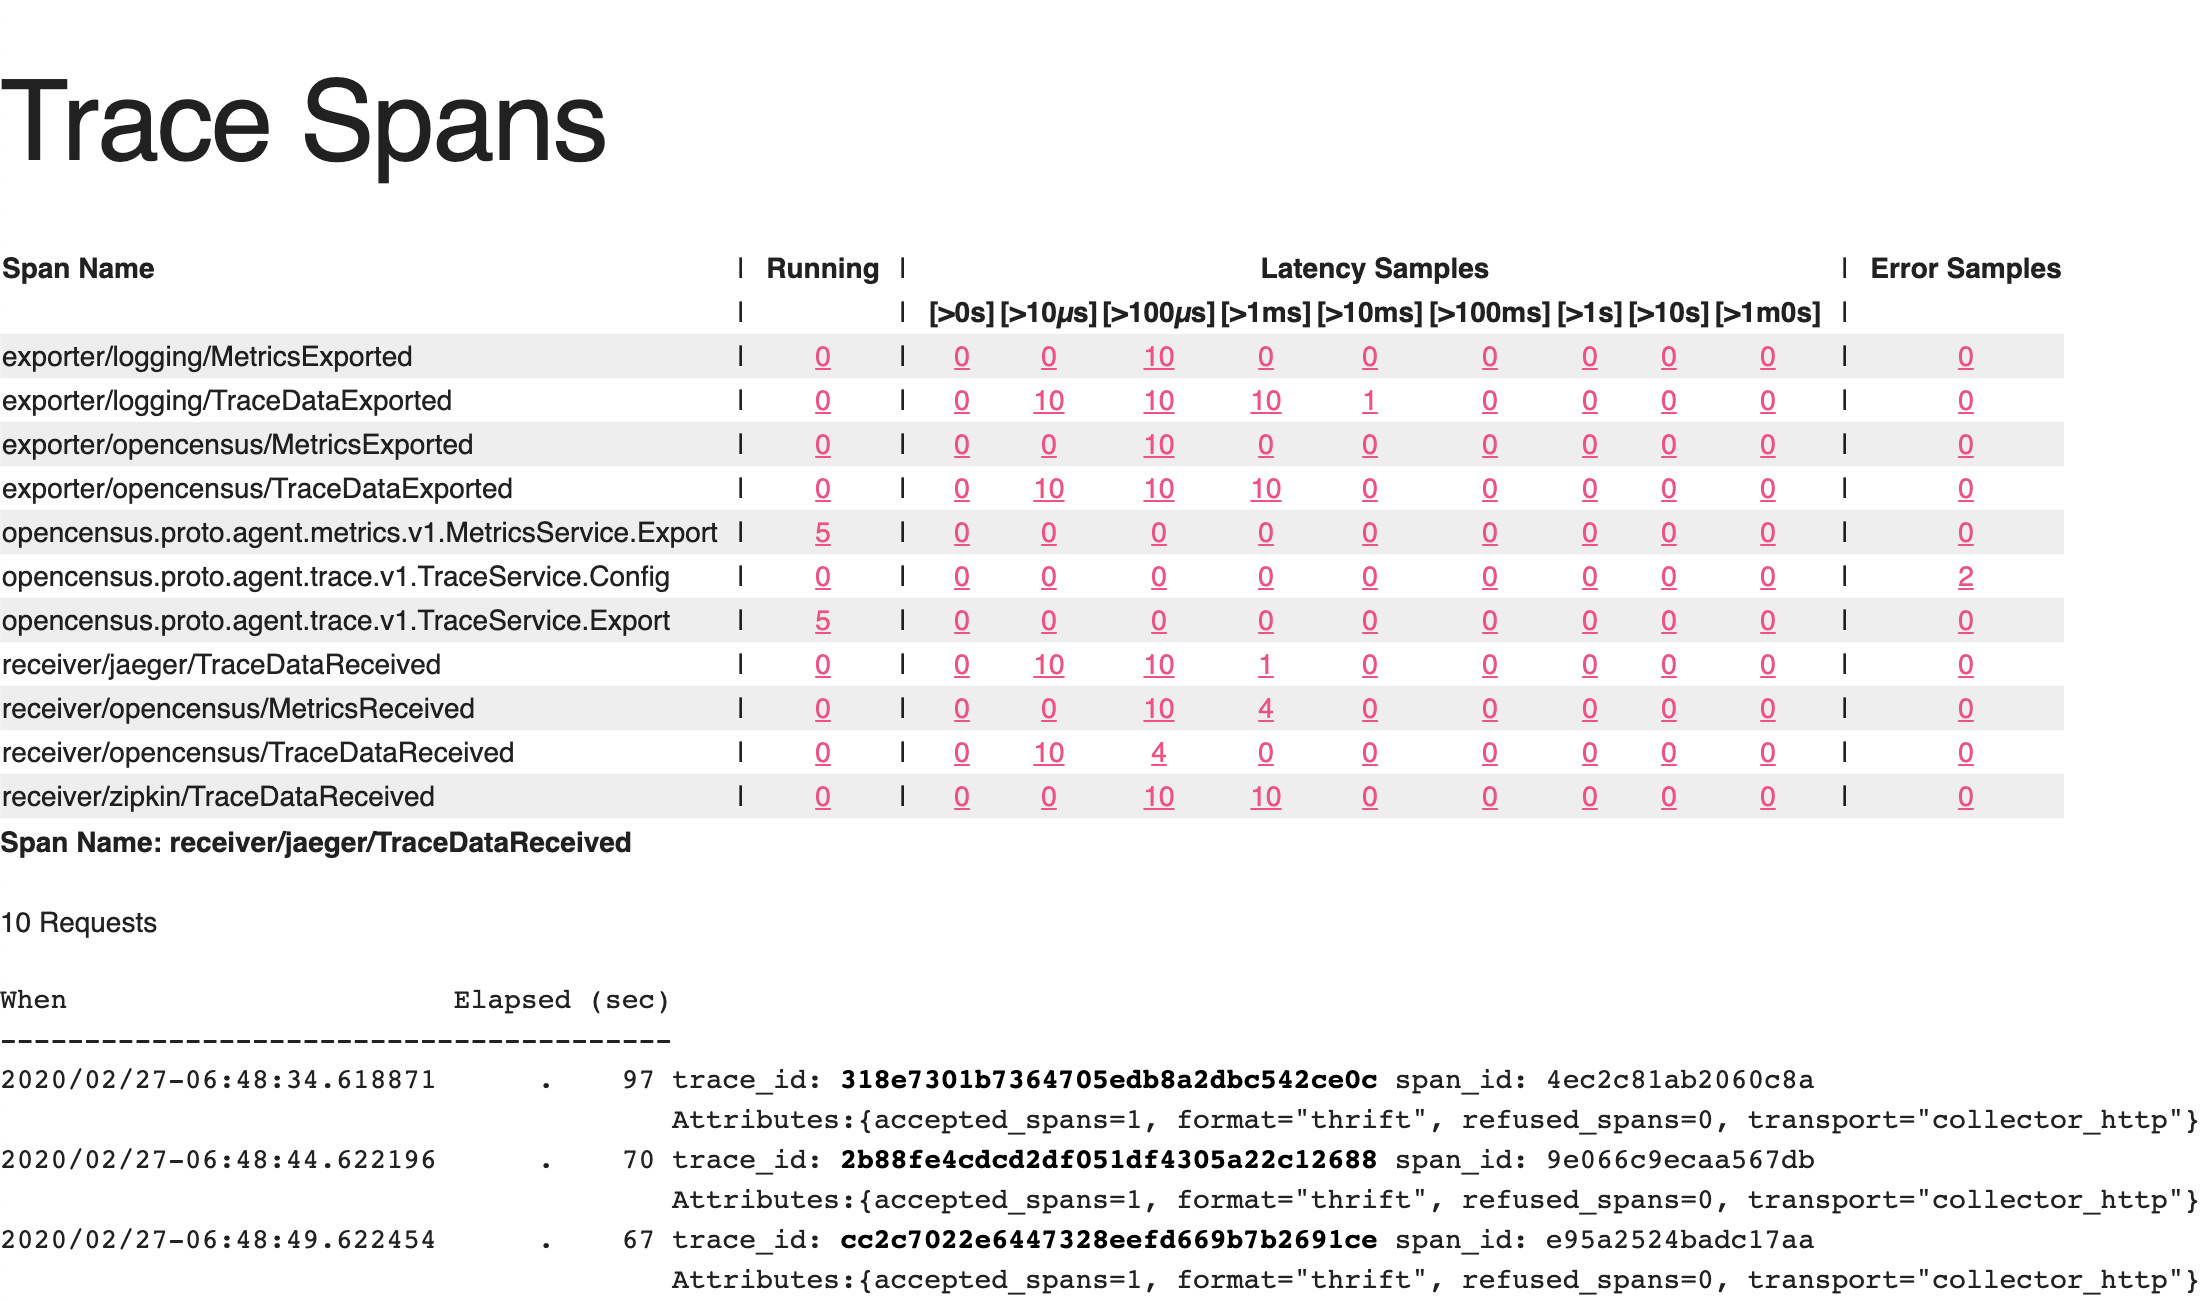 Trace Spans
Span Name | Running | Latency Samples | Error Samples
| | [>0s] [>10µs] [>100µs] [>1ms] [>10ms] [>100ms] [>1s] [>10s] [>1m0s] |
exporter/logging/MetricsExported | 0 | 0 0 10 0 0 0 0 0 0 | 0
exporter/logging/TraceDataExported | 0 | 0 10 10 10 1 0 0 0 0 | 0
exporter/opencensus/MetricsExported | 0 | 0 0 10 0 0 0 0 0 0 | 0
exporter/opencensus/TraceDataExported | 0 | 0 10 10 10 0 0 0 0 0 | 0
opencensus.proto.agent.metrics.v1.MetricsService.Export | 5 | 0 0 0 0 0 0 0 0 0 | 0
opencensus.proto.agent.trace.v1.TraceService.Config | 0 | 0 0 0 0 0 0 0 0 0 | 2
opencensus.proto.agent.trace.v1.TraceService.Export | 5 | 0 0 0 0 0 0 0 0 0 | 0
receiver/jaeger/TraceDataReceived | 0 | 0 10 10 1 0 0 0 0 0 | 0
receiver/opencensus/MetricsReceived | 0 | 0 0 10 4 0 0 0 0 0 | 0
receiver/opencensus/TraceDataReceived | 0 | 0 10 4 0 0 0 0 0 0 | 0
receiver/zipkin/TraceDataReceived | 0 | 0 0 10 10 0 0 0 0 0 | 0
Span Name: receiver/jaeger/TraceDataReceived
10 Requests
When Elapsed (sec)
----------------------------------------
2020/02/27-06:48:34.618871 . 97 trace_id: 318e7301b7364705edb8a2dbc542ce0c span_id: 4ec2c81ab2060c8a
Attributes:{accepted_spans=1, format="thrift", refused_spans=0, transport="collector_http"}
2020/02/27-06:48:44.622196 . 70 trace_id: 2b88fe4cdcd2df051df4305a22c12688 span_id: 9e066c9ecaa567db
Attributes:{accepted_spans=1, format="thrift", refused_spans=0, transport="collector_http"}
2020/02/27-06:48:49.622454 . 67 trace_id: cc2c7022e6447328eefd669b7b2691ce span_id: e95a2524badc17aa
Attributes:{accepted_spans=1, format="thrift", refused_spans=0, transport="collector_http"}